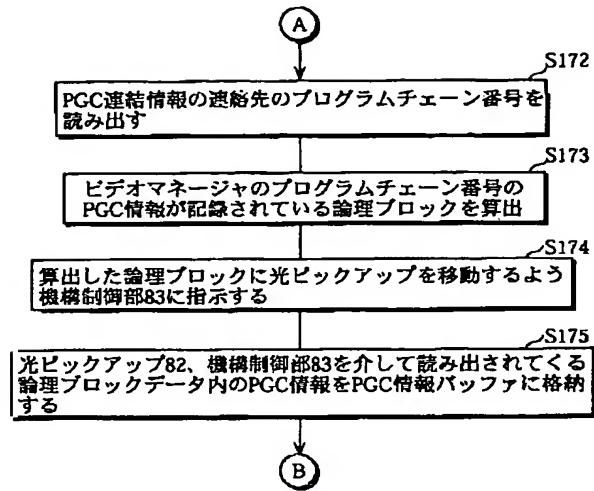 A
S172
PGC連結情報の連絡先のプログラムチェーン番号を
読み出す
S173
ビデオマネージャのプログラムチェーン番号の
PGC情報が記録されている論理ブロックを算出
S174
算出した論理ブロックに光ピックアップを移動するよう
機構制御部83に指示する
S175
光ピックアップ82、機構制御部83を介して読み出されてくる
論理ブロックデータ内のPGC情報をPGC情報バッファに格納
する
B